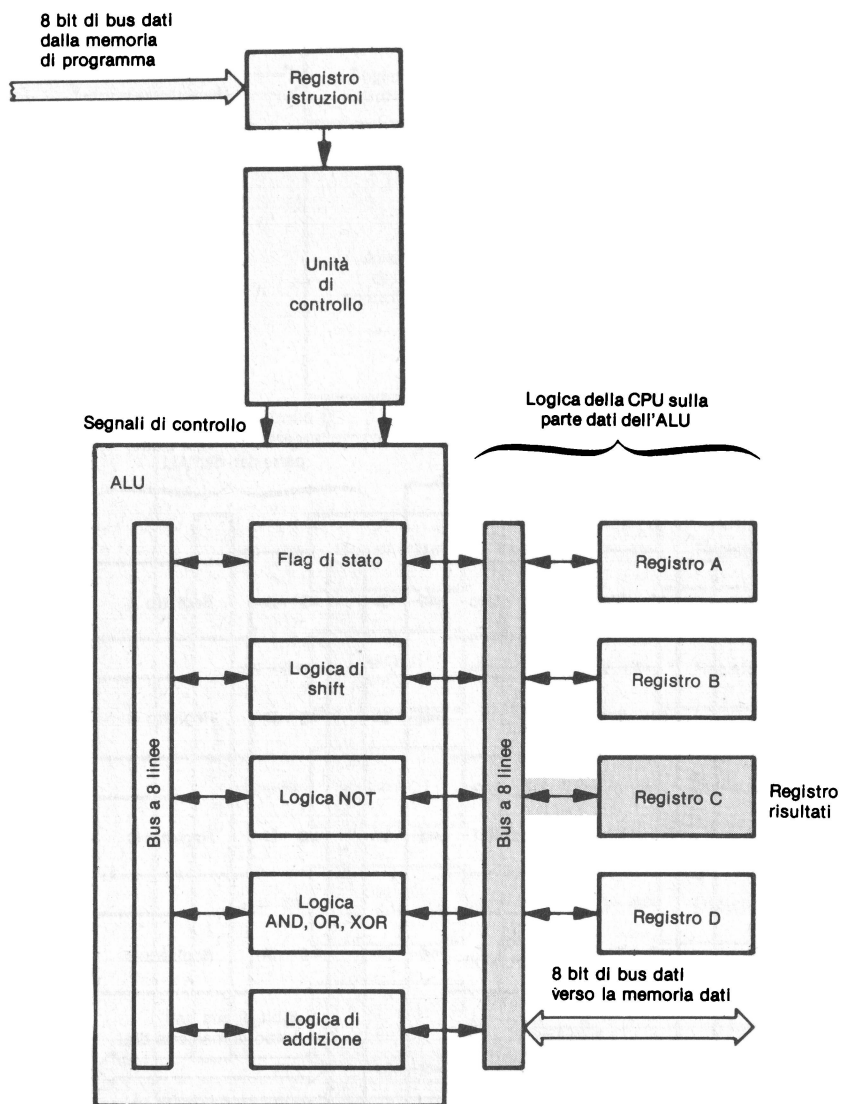 8 bit di bus dati
dalla memoria
di programma
Registro
istruzioni
Unità
di
controllo
Segnali di controllo
Logica della CPU sulla
parte dati dell'ALU
ALU
Bus a 8 linee
Flag di stato
Logica di
shift
Logica NOT
Logica
AND, OR, XOR
Logica di
addizione
Bus a 8 linee
Registro A
Registro B
Registro C
Registro
risultati
Registro D
8 bit di bus dati
verso la memoria dati